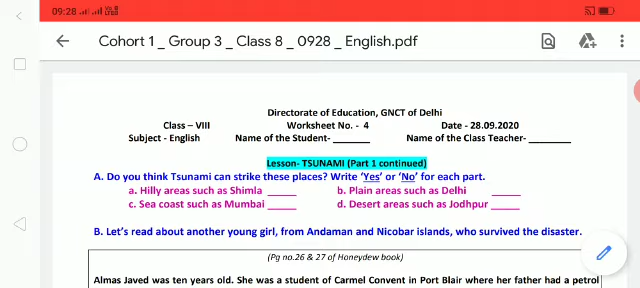 09:28
Cohort 1 _ Group 3 _ Class 8 _ 0928 _ English.pdf
Directorate of Education, GNCT of Delhi
Class – VIII Worksheet No. - 4 Date - 28.09.2020
Subject - English Name of the Student- ______ Name of the Class Teacher- ______
Lesson- TSUNAMI (Part 1 continued)
A. Do you think Tsunami can strike these places? Write 'Yes' or 'No' for each part.
a. Hilly areas such as Shimla _____ b. Plain areas such as Delhi _____
c. Sea coast such as Mumbai _____ d. Desert areas such as Jodhpur _____
B. Let's read about another young girl, from Andaman and Nicobar islands, who survived the disaster.
(Pg no.26 & 27 of Honeydew book)
Almas Javed was ten years old. She was a student of Carmel Convent in Port Blair where her father had a petrol